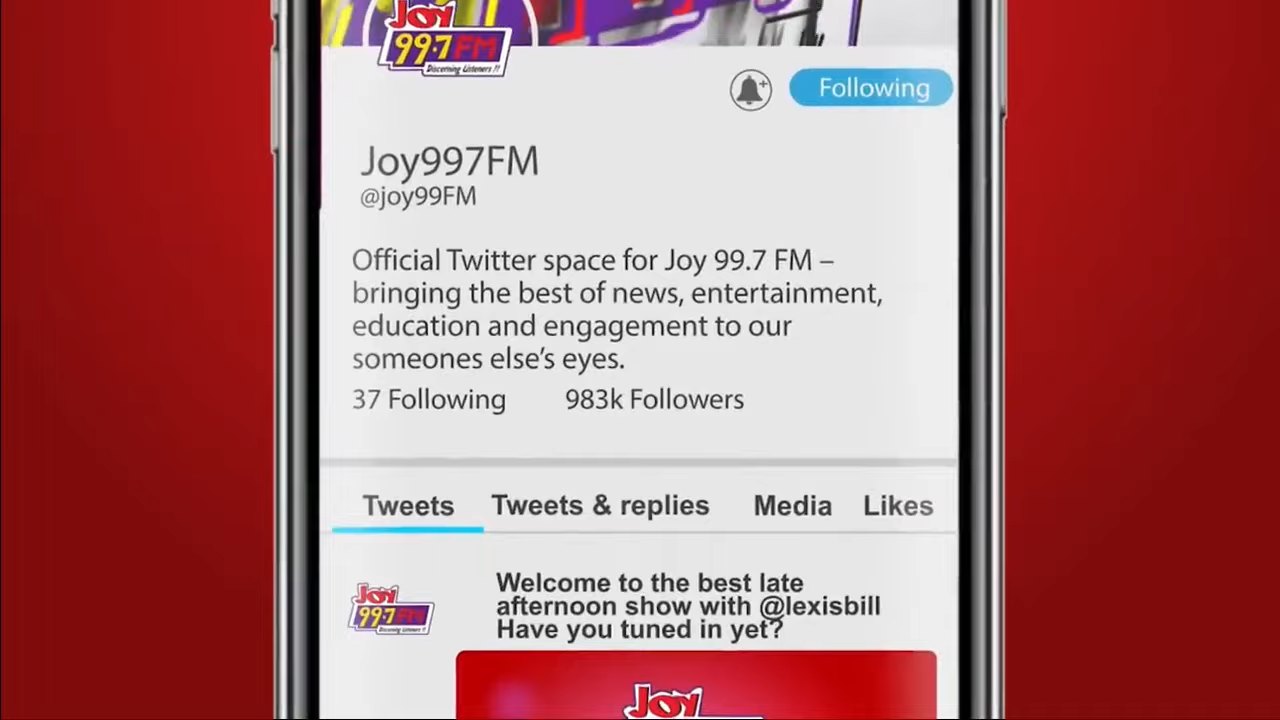 Joy
99.7 FM
Discerning Listeners !!
Following
Joy997FM
@joy99FM
Official Twitter space for Joy 99.7 FM –
bringing the best of news, entertainment,
education and engagement to our
someones else’s eyes.
37 Following 983k Followers
Tweets Tweets & replies Media Likes
Joy
99.7 FM
Discerning Listeners !!
Welcome to the best late
afternoon show with @lexisbill
Have you tuned in yet?
Joy